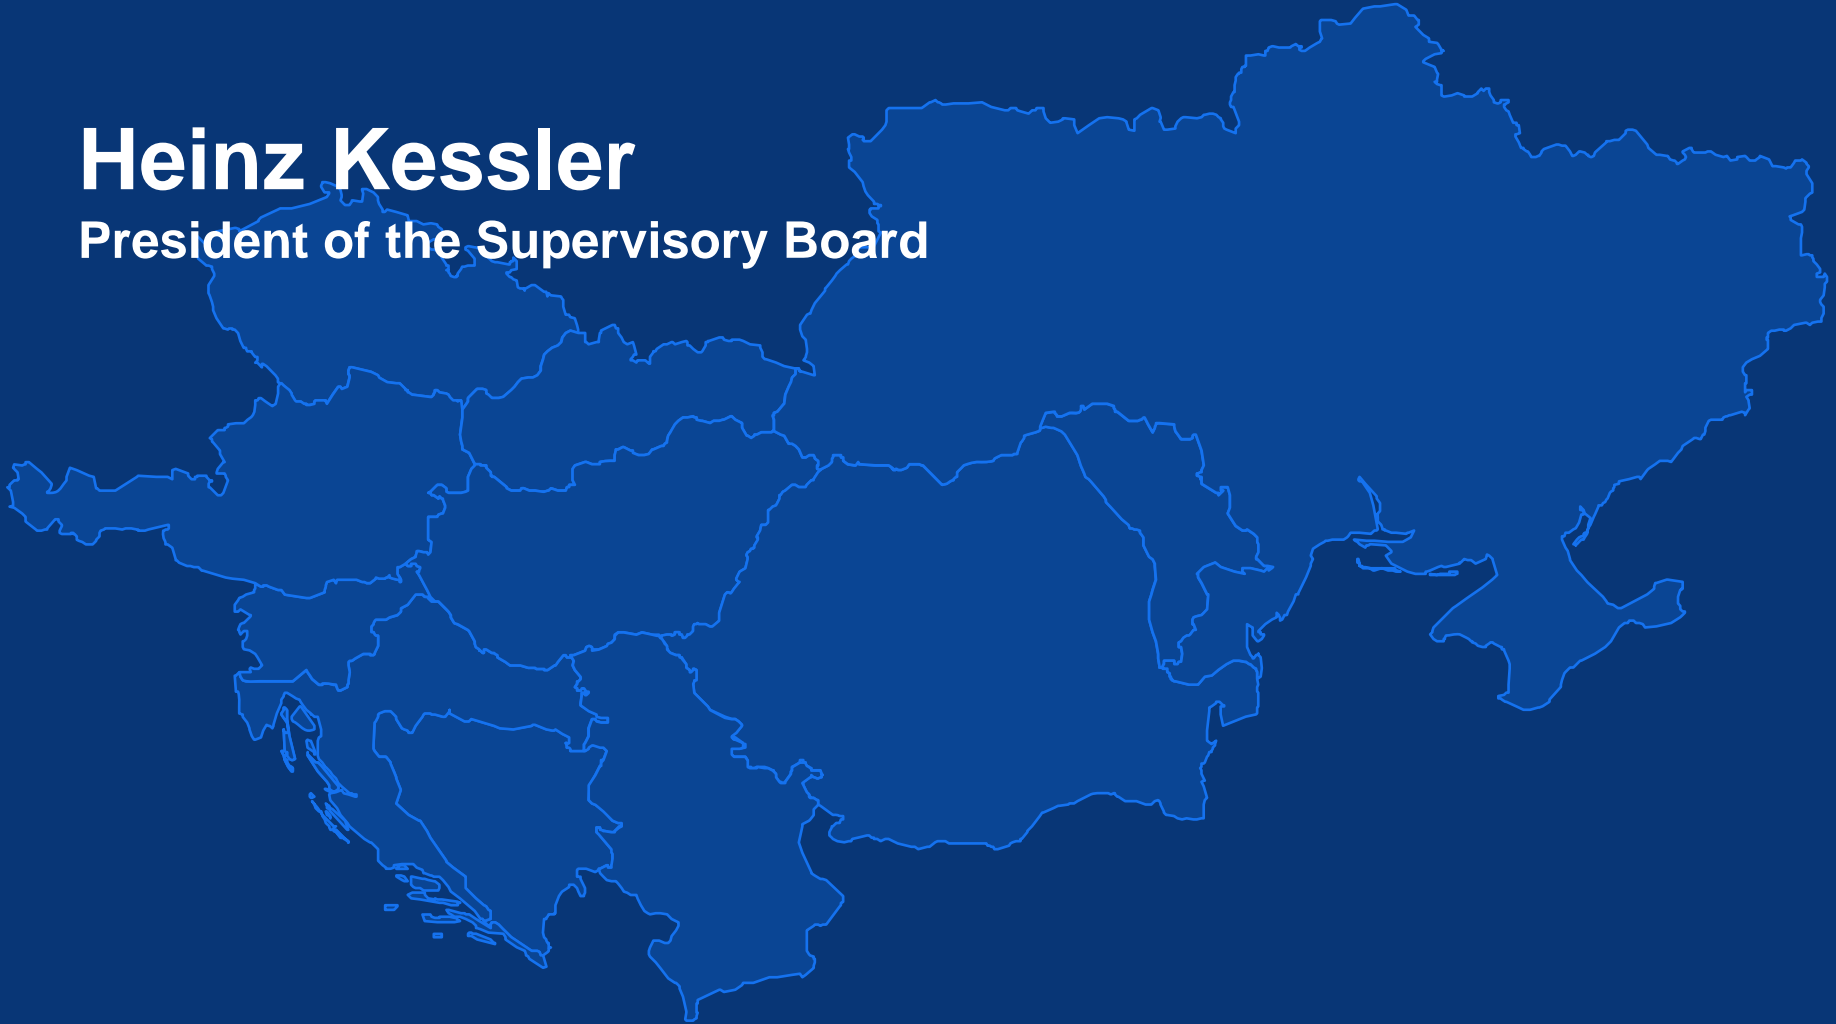 Heinz Kessler
President of the Supervisory Board